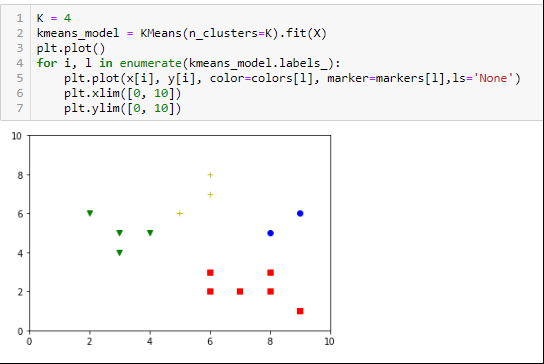 1 K = 4
2 kmeans_model = KMeans(n_clusters=K).fit(X)
3 plt.plot()
4 for i, l in enumerate(kmeans_model.labels_):
5     plt.plot(x[i], y[i], color=colors[l], marker=markers[l],ls='None')
6     plt.xlim([0, 10])
7     plt.ylim([0, 10])
10
8
6
4
2
0
0 2 4 6 8 10